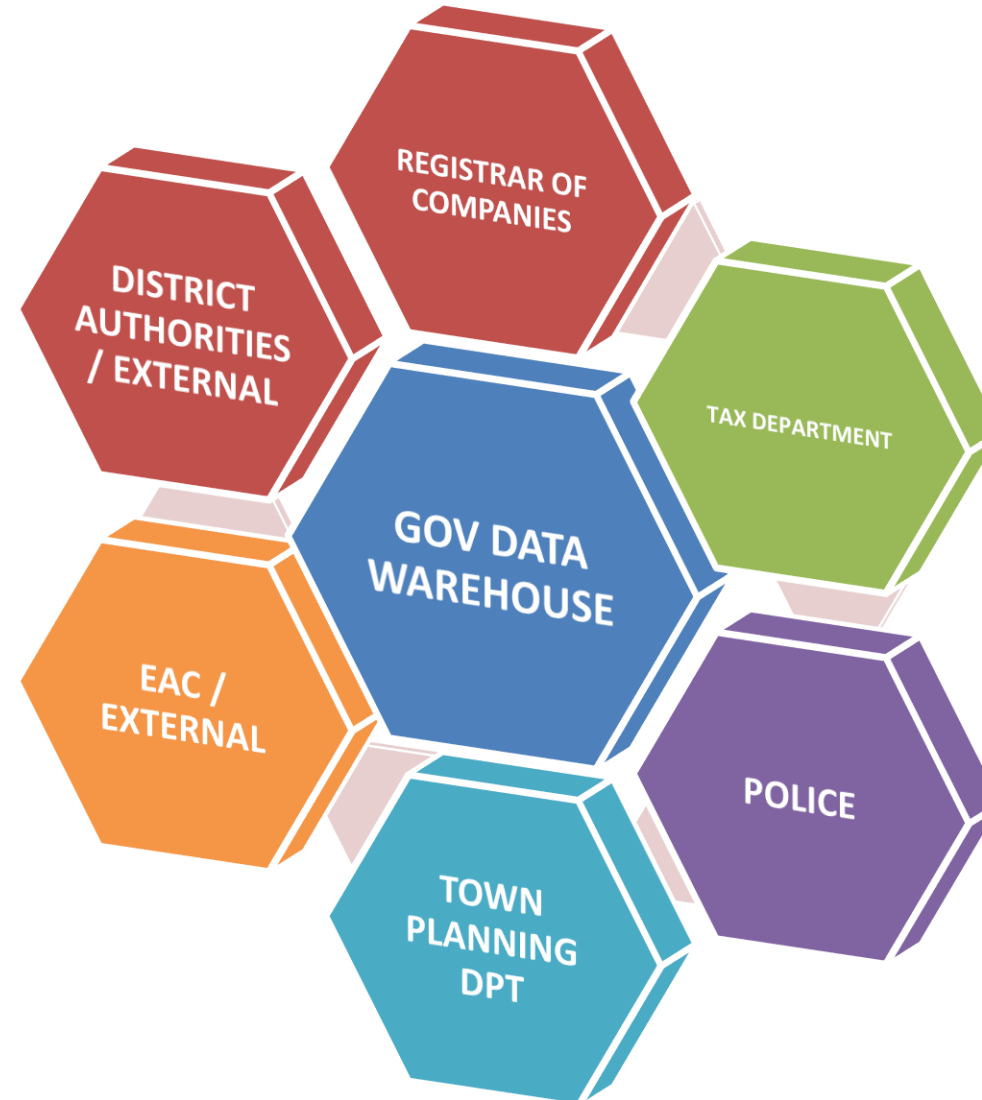 REGISTRAR OF
COMPANIES
DISTRICT
AUTHORITIES
/ EXTERNAL
TAX DEPARTMENT
GOV DATA
WAREHOUSE
EAC /
EXTERNAL
POLICE
TOWN
PLANNING
DPT